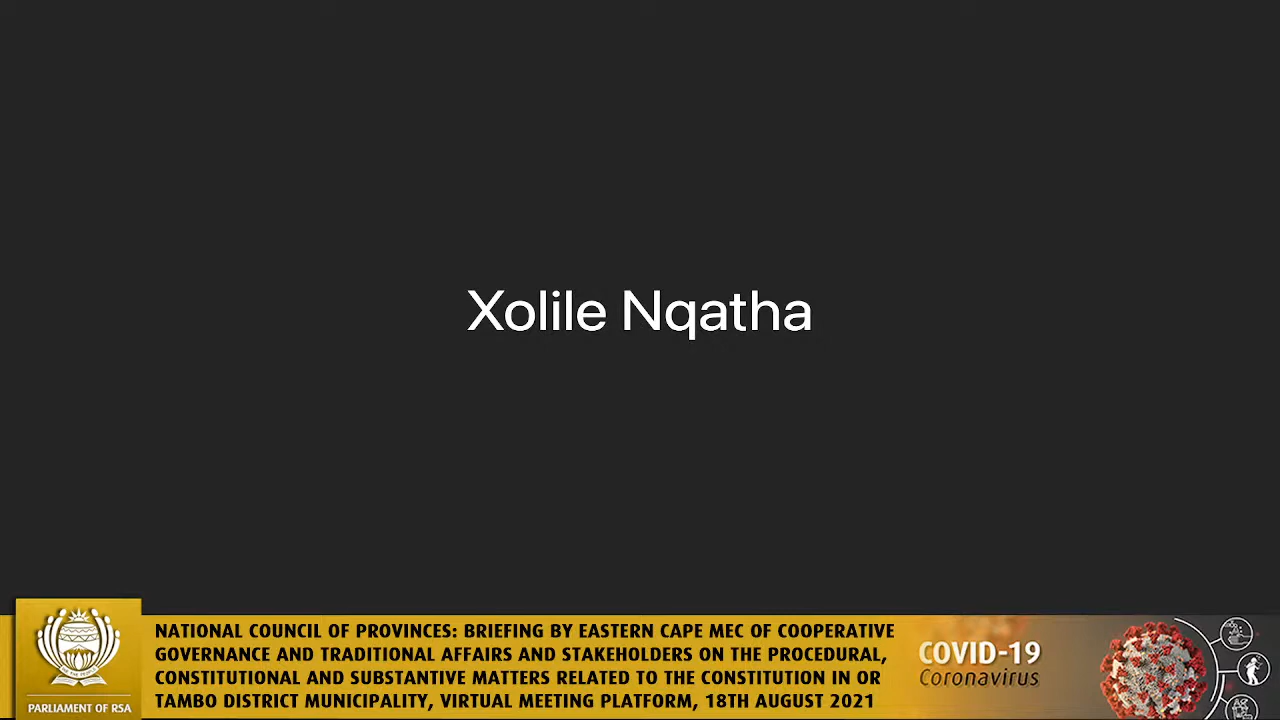 Xolile Nqatha
NATIONAL COUNCIL OF PROVINCES: BRIEFING BY EASTERN CAPE MEC OF COOPERATIVE
GOVERNANCE AND TRADITIONAL AFFAIRS AND STAKEHOLDERS ON THE PROCEDURAL,
CONSTITUTIONAL AND SUBSTANTIVE MATTERS RELATED TO THE CONSTITUTION IN OR
TAMBO DISTRICT MUNICIPALITY, VIRTUAL MEETING PLATFORM, 18TH AUGUST 2021
PARLIAMENT OF RSA
COVID-19
Coronavirus